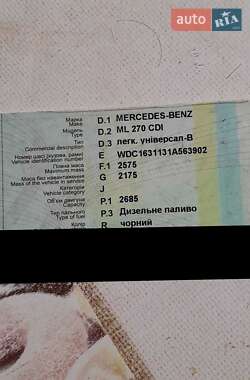 auto RIA
Марка
Make
D.1 MERCEDES-BENZ
Модель
Type
D.2 ML 270 CDI
Тип
Commercial description
D.3 легк. універсал-В
Номер шасі (кузова, рами)
Vehicle identification number
E WDC1631131A563902
Повна маса
Maximum mass
F.1 2575
Маса без навантаження
Mass of the vehicle in service
G 2175
Категорія
Vehicle category
J
Об'єм двигуна
Capacity
P.1 2685
Тип пального
Type of fuel
P.3 Дизельне паливо
Колір
R чорний